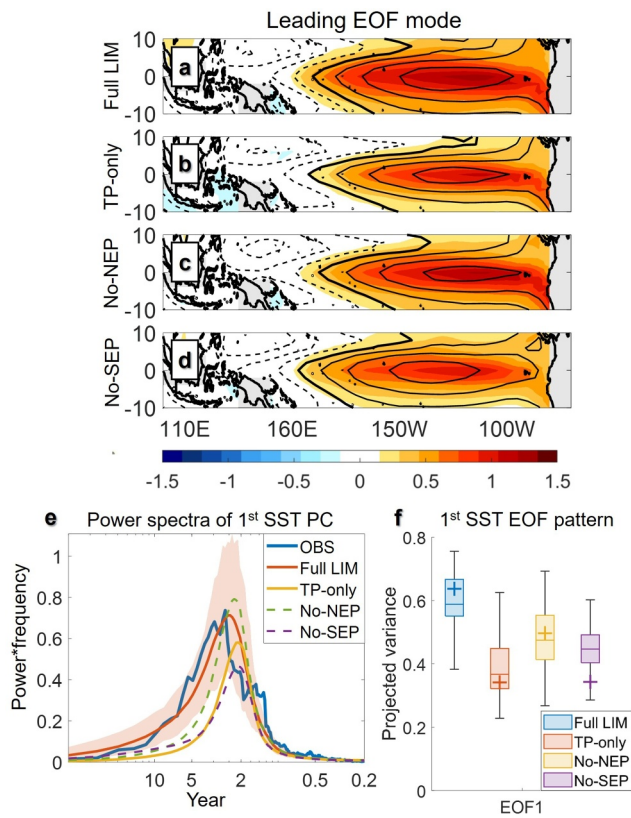 Leading EOF mode
Full LIM
10
0
-10
a
TP-only
10
0
-10
b
No-NEP
10
0
-10
c
No-SEP
10
0
-10
d
110E 160E 150W 100W
-1.5 -1 -0.5 0 0.5 1 1.5
e Power spectra of 1st SST PC
Power*frequency
1
0.8
0.6
0.4
0.2
0
OBS
Full LIM
TP-only
No-NEP
No-SEP
10 5 2 0.5 0.2
Year
f 1st SST EOF pattern
Projected variance
0.8
0.6
0.4
0.2
0
Full LIM
TP-only
No-NEP
No-SEP
EOF1